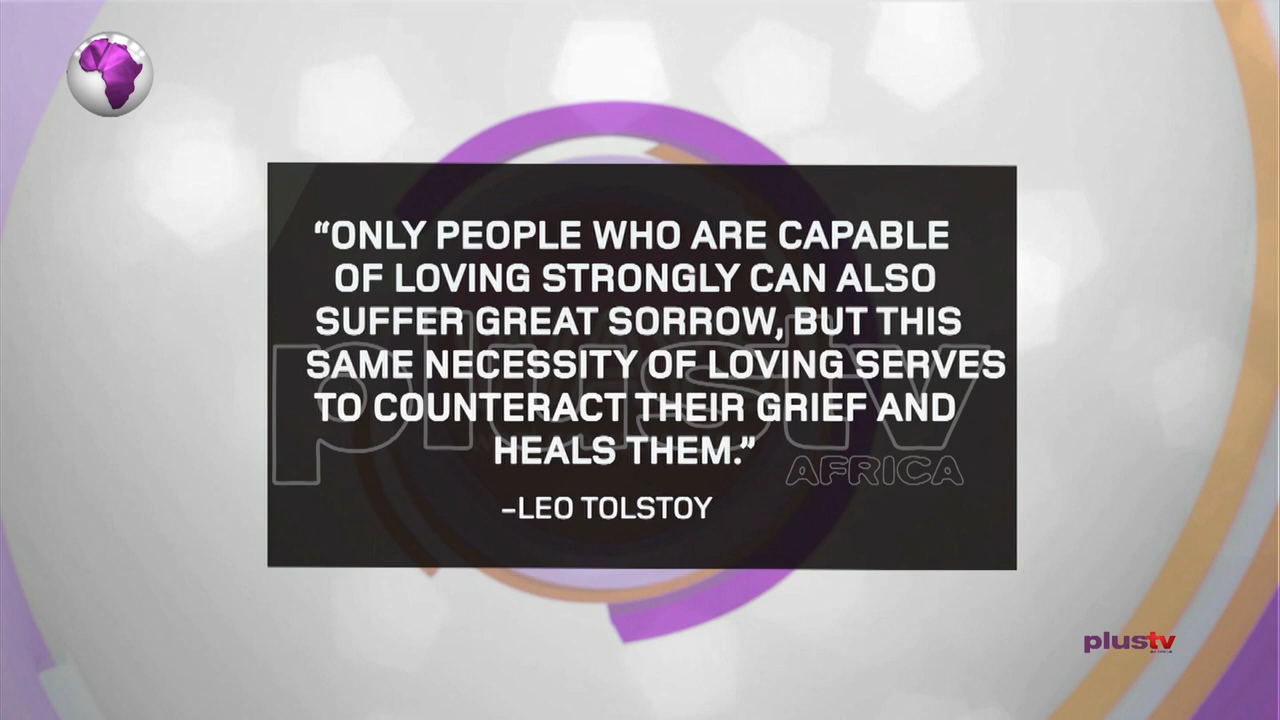 “ONLY PEOPLE WHO ARE CAPABLE
OF LOVING STRONGLY CAN ALSO
SUFFER GREAT SORROW, BUT THIS
SAME NECESSITY OF LOVING SERVES
TO COUNTERACT THEIR GRIEF AND
HEALS THEM.”
–LEO TOLSTOY
plustv
AFRICA
plustv